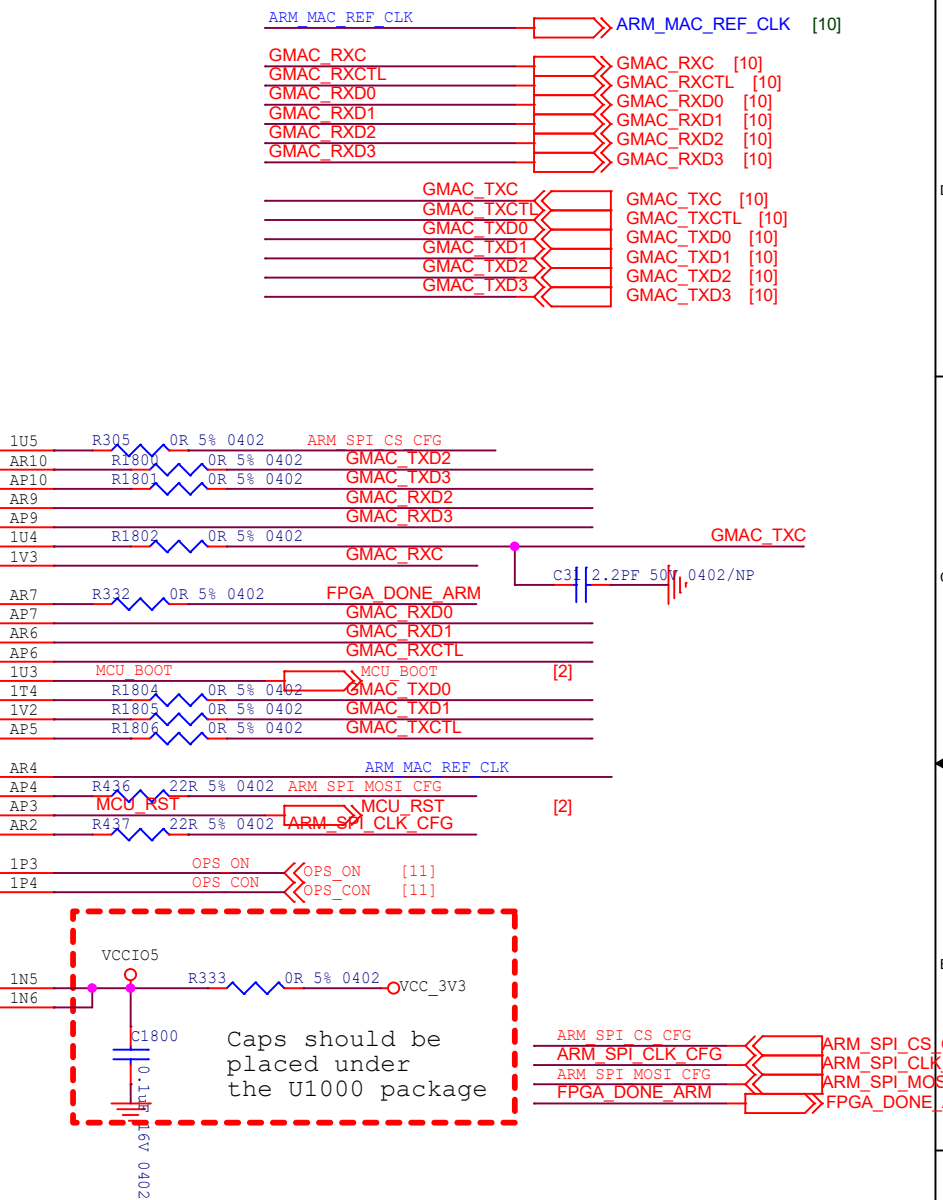 ARM_MAC_REF_CLK ARM_MAC_REF_CLK [10]
GMAC_RXC GMAC_RXC [10]
GMAC_RXCTL GMAC_RXCTL [10]
GMAC_RXD0 GMAC_RXD0 [10]
GMAC_RXD1 GMAC_RXD1 [10]
GMAC_RXD2 GMAC_RXD2 [10]
GMAC_RXD3 GMAC_RXD3 [10]
GMAC_TXC GMAC_TXC [10]
GMAC_TXCTL GMAC_TXCTL [10]
GMAC_TXD0 GMAC_TXD0 [10]
GMAC_TXD1 GMAC_TXD1 [10]
GMAC_TXD2 GMAC_TXD2 [10]
GMAC_TXD3 GMAC_TXD3 [10]
1U5 R305 0R 5% 0402 ARM_SPI_CS_CFG
AR10 R1800 0R 5% 0402 GMAC_TXD2
AP10 R1801 0R 5% 0402 GMAC_TXD3
AR9 GMAC_RXD2
AP9 GMAC_RXD3
1U4 R1802 0R 5% 0402 GMAC_TXC
1V3 GMAC_RXC
2.2PF 50V 0402/NP
AR7 R332 0R 5% 0402 FPGA_DONE_ARM
AP7 GMAC_RXD0
AR6 GMAC_RXD1
AP6 GMAC_RXCTL
1U3 MCU_BOOT MCU_BOOT [2]
1T4 R1804 0R 5% 0402 GMAC_TXD0
1V2 R1805 0R 5% 0402 GMAC_TXD1
AP5 R1806 0R 5% 0402 GMAC_TXCTL
AR4 ARM_MAC_REF_CLK
AP4 R436 22R 5% 0402 ARM_SPI_MOSI_CFG
AP3 MCU_RST MCU_RST [2]
AR2 R437 22R 5% 0402 ARM_SPI_CLK_CFG
1P3 OPS_ON OPS_ON [11]
1P4 OPS_CON OPS_CON [11]
VCCIO5
1N5 R333 0R 5% 0402 VCC_3V3
1N6
C1800
0.1uF 16V 0402
Caps should be
placed under
the U1000 package
ARM_SPI_CS_CFG ARM_SPI_CS_
ARM_SPI_CLK_CFG ARM_SPI_CLK
ARM_SPI_MOSI_CFG ARM_SPI_MOS
FPGA_DONE_ARM FPGA_DONE_